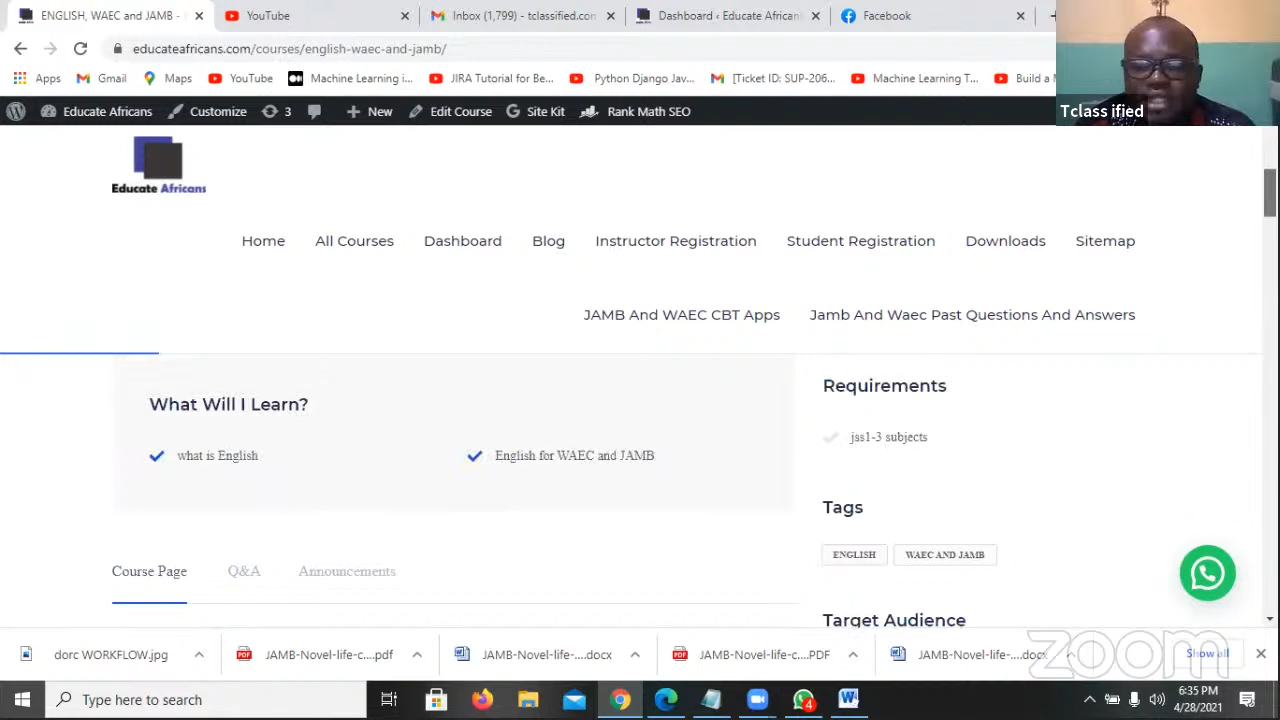 ENGLISH, WAEC and JAMB -
YouTube
Inbox (1,799) - tclassified.com
Dashboard ‹ Educate African
Facebook
educateafricans.com/courses/english-waec-and-jamb/
Apps Gmail Maps YouTube Machine Learning i... JIRA Tutorial for Be... Python Django Jav... [Ticket ID: SUP-206... Machine Learning T... Build a M
Educate Africans Customize 3 New Edit Course Site Kit Rank Math SEO
Tclass ified
Educate Africans
Home All Courses Dashboard Blog Instructor Registration Student Registration Downloads Sitemap
JAMB And WAEC CBT Apps Jamb And Waec Past Questions And Answers
What Will I Learn?
what is English
English for WAEC and JAMB
Requirements
jss1-3 subjects
Tags
ENGLISH WAEC AND JAMB
Course Page Q&A Announcements
Target Audience
dorc WORKFLOW.jpg JAMB-Novel-life-c....pdf JAMB-Novel-life-....docx JAMB-Novel-life-c....PDF JAMB-Novel-life-....docx Show all
zoom
Type here to search
4
6:35 PM
4/28/2021